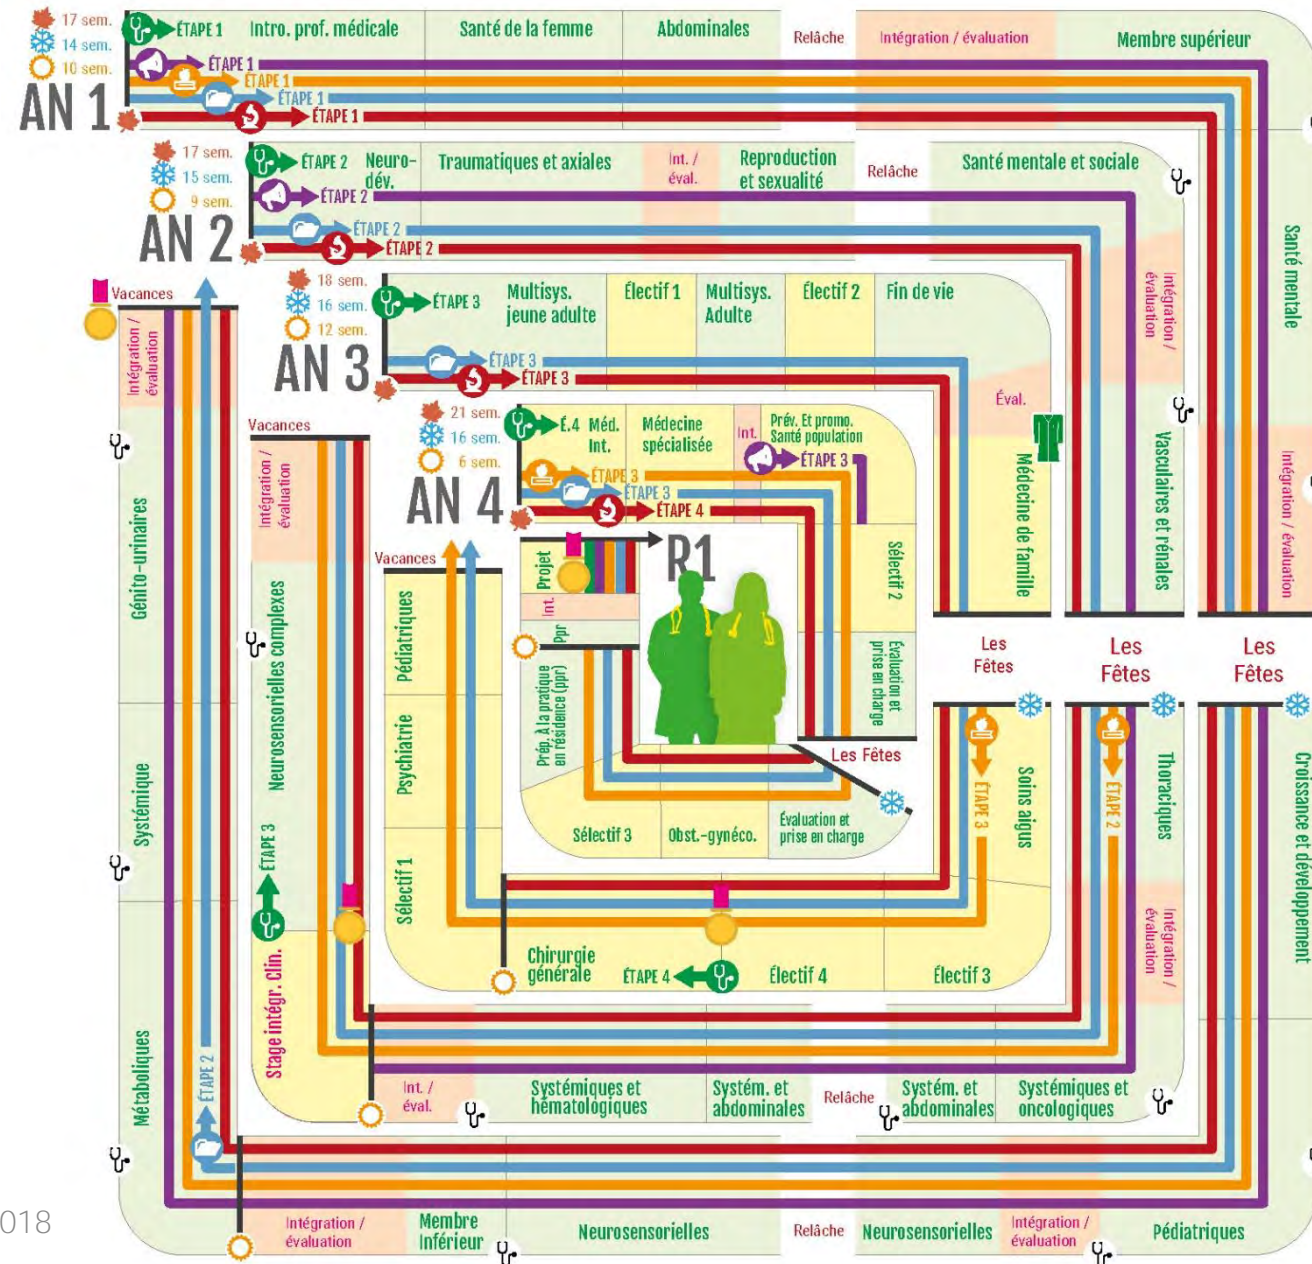 17 sem.
14 sem.
10 sem.
AN 1
ÉTAPE 1
Intro. prof. médicale
Santé de la femme
Abdominales
Relâche
Intégration / évaluation
Membre supérieur
ÉTAPE 1
ÉTAPE 1
ÉTAPE 1
ÉTAPE 1
17 sem.
15 sem.
9 sem.
AN 2
ÉTAPE 2
Neuro-
dév.
Traumatiques et axiales
Int. /
éval.
Reproduction
et sexualité
Relâche
Santé mentale et sociale
ÉTAPE 2
ÉTAPE 2
ÉTAPE 2
Santé mentale
Intégration /
évaluation
Vacances
Intégration /
évaluation
18 sem.
16 sem.
12 sem.
AN 3
ÉTAPE 3
Multisys.
jeune adulte
Électif 1
Multisys.
Adulte
Électif 2
Fin de vie
ÉTAPE 3
ÉTAPE 3
Éval.
Vacances
Intégration /
évaluation
21 sem.
16 sem.
6 sem.
AN 4
É.4
Méd.
Int.
Médecine
spécialisée
Int.
Prév. Et promo.
Santé population
ÉTAPE 3
ÉTAPE 3
ÉTAPE 3
ÉTAPE 4
Médecine de famille
Vasculaires et rénales
Intégration / évaluation
Génito-urinaires
Neurosensorielles complexes
Vacances
Pédiatriques
Projet
R1
Int.
Ppr
Sélectif 2
Évaluation et
prise en charge
Les
Fêtes
Les
Fêtes
Les
Fêtes
Prép. À la pratique
en résidence (ppr)
Les Fêtes
Systémique
Psychiatrie
ÉTAPE 3
Soins aigus
ÉTAPE 2
Thoraciques
Croissance et développement
Sélectif 3
Obst.-gynéco.
Évaluation et
prise en charge
ÉTAPE 3
Sélectif 1
Intégration /
évaluation
Stage intégr. Clin.
Chirurgie
générale
ÉTAPE 4
Électif 4
Électif 3
Métaboliques
ÉTAPE 2
Int. /
éval.
Systémiques et
hématologiques
Systém. et
abdominales
Relâche
Systém. et
abdominales
Systémiques et
oncologiques
018
Intégration /
évaluation
Membre
Inférieur
Neurosensorielles
Relâche
Neurosensorielles
Intégration /
évaluation
Pédiatriques